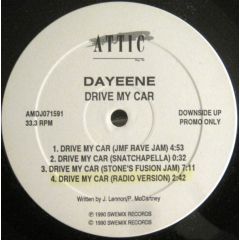 ATTIC
DAYEENE
DRIVE MY CAR
AMDJ071591
33.3 RPM
DOWNSIDE UP
PROMO ONLY
1. DRIVE MY CAR (JMF RAVE JAM) 4:53
2. DRIVE MY CAR (SNATCHAPELLA) 0:32
3. DRIVE MY CAR (STONE'S FUSION JAM) 7:11
4. DRIVE MY CAR (RADIO VERSION) 2:42
Written by J. Lennon/P. McCartney
℗ 1990 SWEMIX RECORDS
© 1990 SWEMIX RECORDS